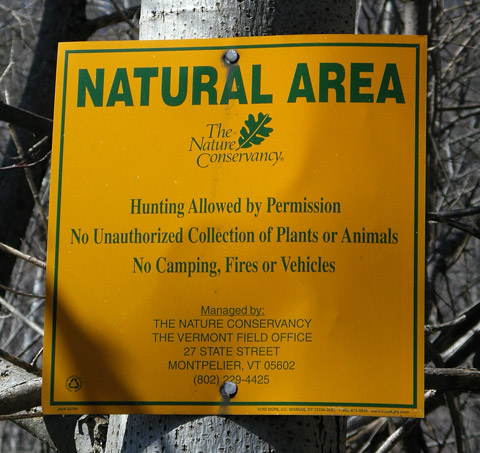 NATURAL AREA
The
Nature
Conservancy®
Hunting Allowed by Permission
No Unauthorized Collection of Plants or Animals
No Camping, Fires or Vehicles
Managed by:
THE NATURE CONSERVANCY
THE VERMONT FIELD OFFICE
27 STATE STREET
MONTPELIER, VT 05602
(802) 229-4425